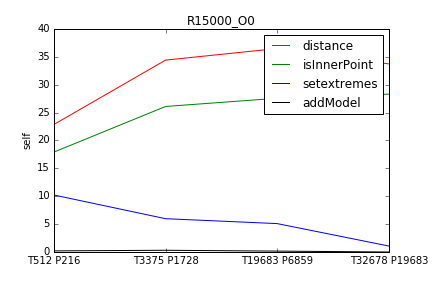 R15000_O0
40
35
30
25
20
15
10
5
0
self
distance
isInnerPoint
setextremes
addModel
T512 P216
T3375 P1728
T19683 P6859
T32678 P19683